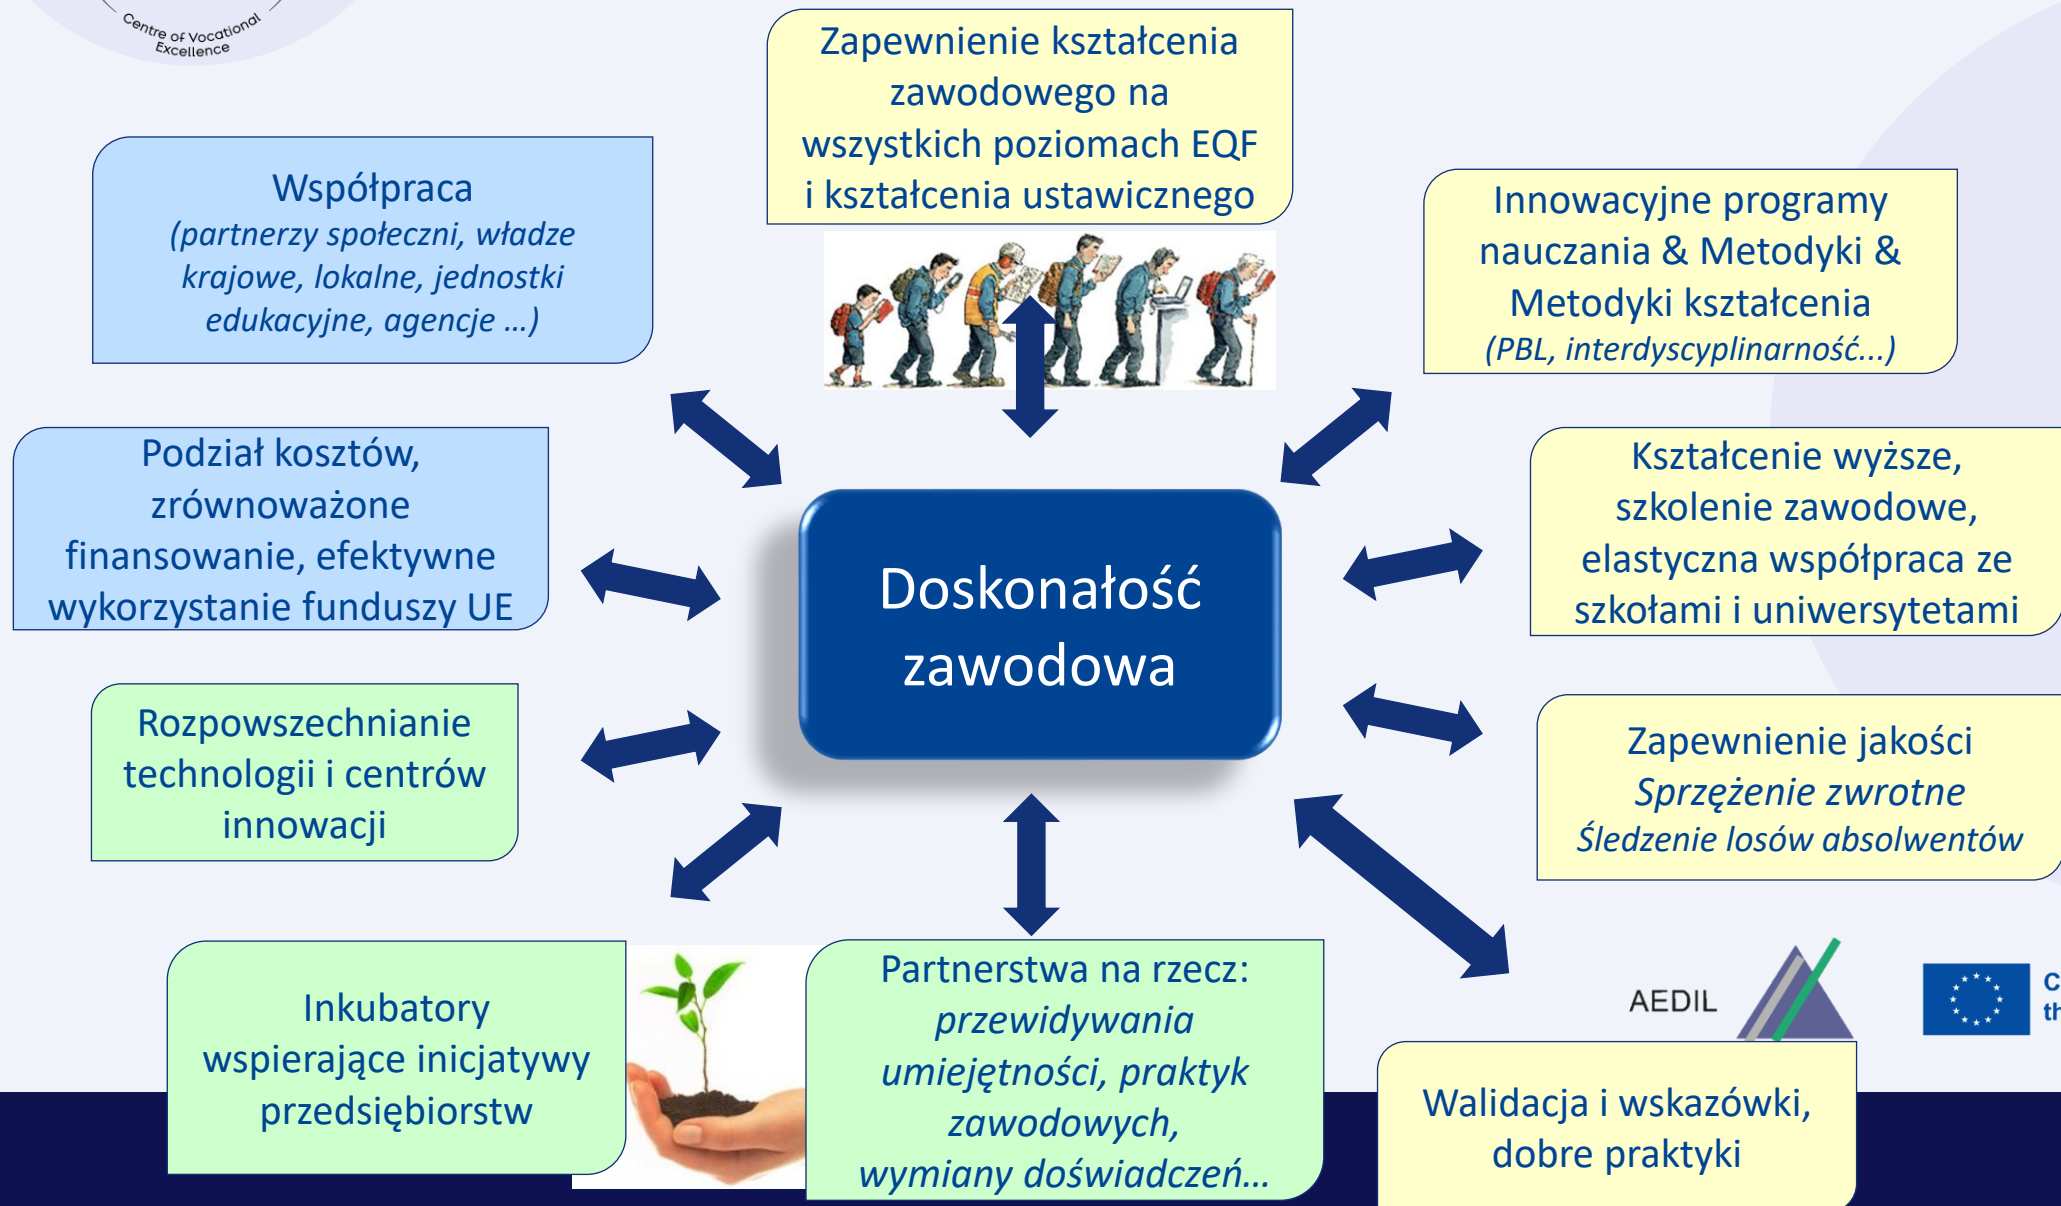 Centre of Vocational
Excellence
Zapewnienie kształcenia
zawodowego na
wszystkich poziomach EQF
i kształcenia ustawicznego
Współpraca
(partnerzy społeczni, władze
krajowe, lokalne, jednostki
edukacyjne, agencje ...)
Innowacyjne programy
nauczania & Metodyki &
Metodyki kształcenia
(PBL, interdyscyplinarność...)
Podział kosztów,
zrównoważone
finansowanie, efektywne
wykorzystanie funduszy UE
Doskonałość
zawodowa
Kształcenie wyższe,
szkolenie zawodowe,
elastyczna współpraca ze
szkołami i uniwersytetami
Rozpowszechnianie
technologii i centrów
innowacji
Zapewnienie jakości
Sprzężenie zwrotne
Śledzenie losów absolwentów
Inkubatory
wspierające inicjatywy
przedsiębiorstw
Partnerstwa na rzecz:
przewidywania
umiejętności, praktyk
zawodowych,
wymiany doświadczeń...
AEDIL
C
th
Walidacja i wskazówki,
dobre praktyki